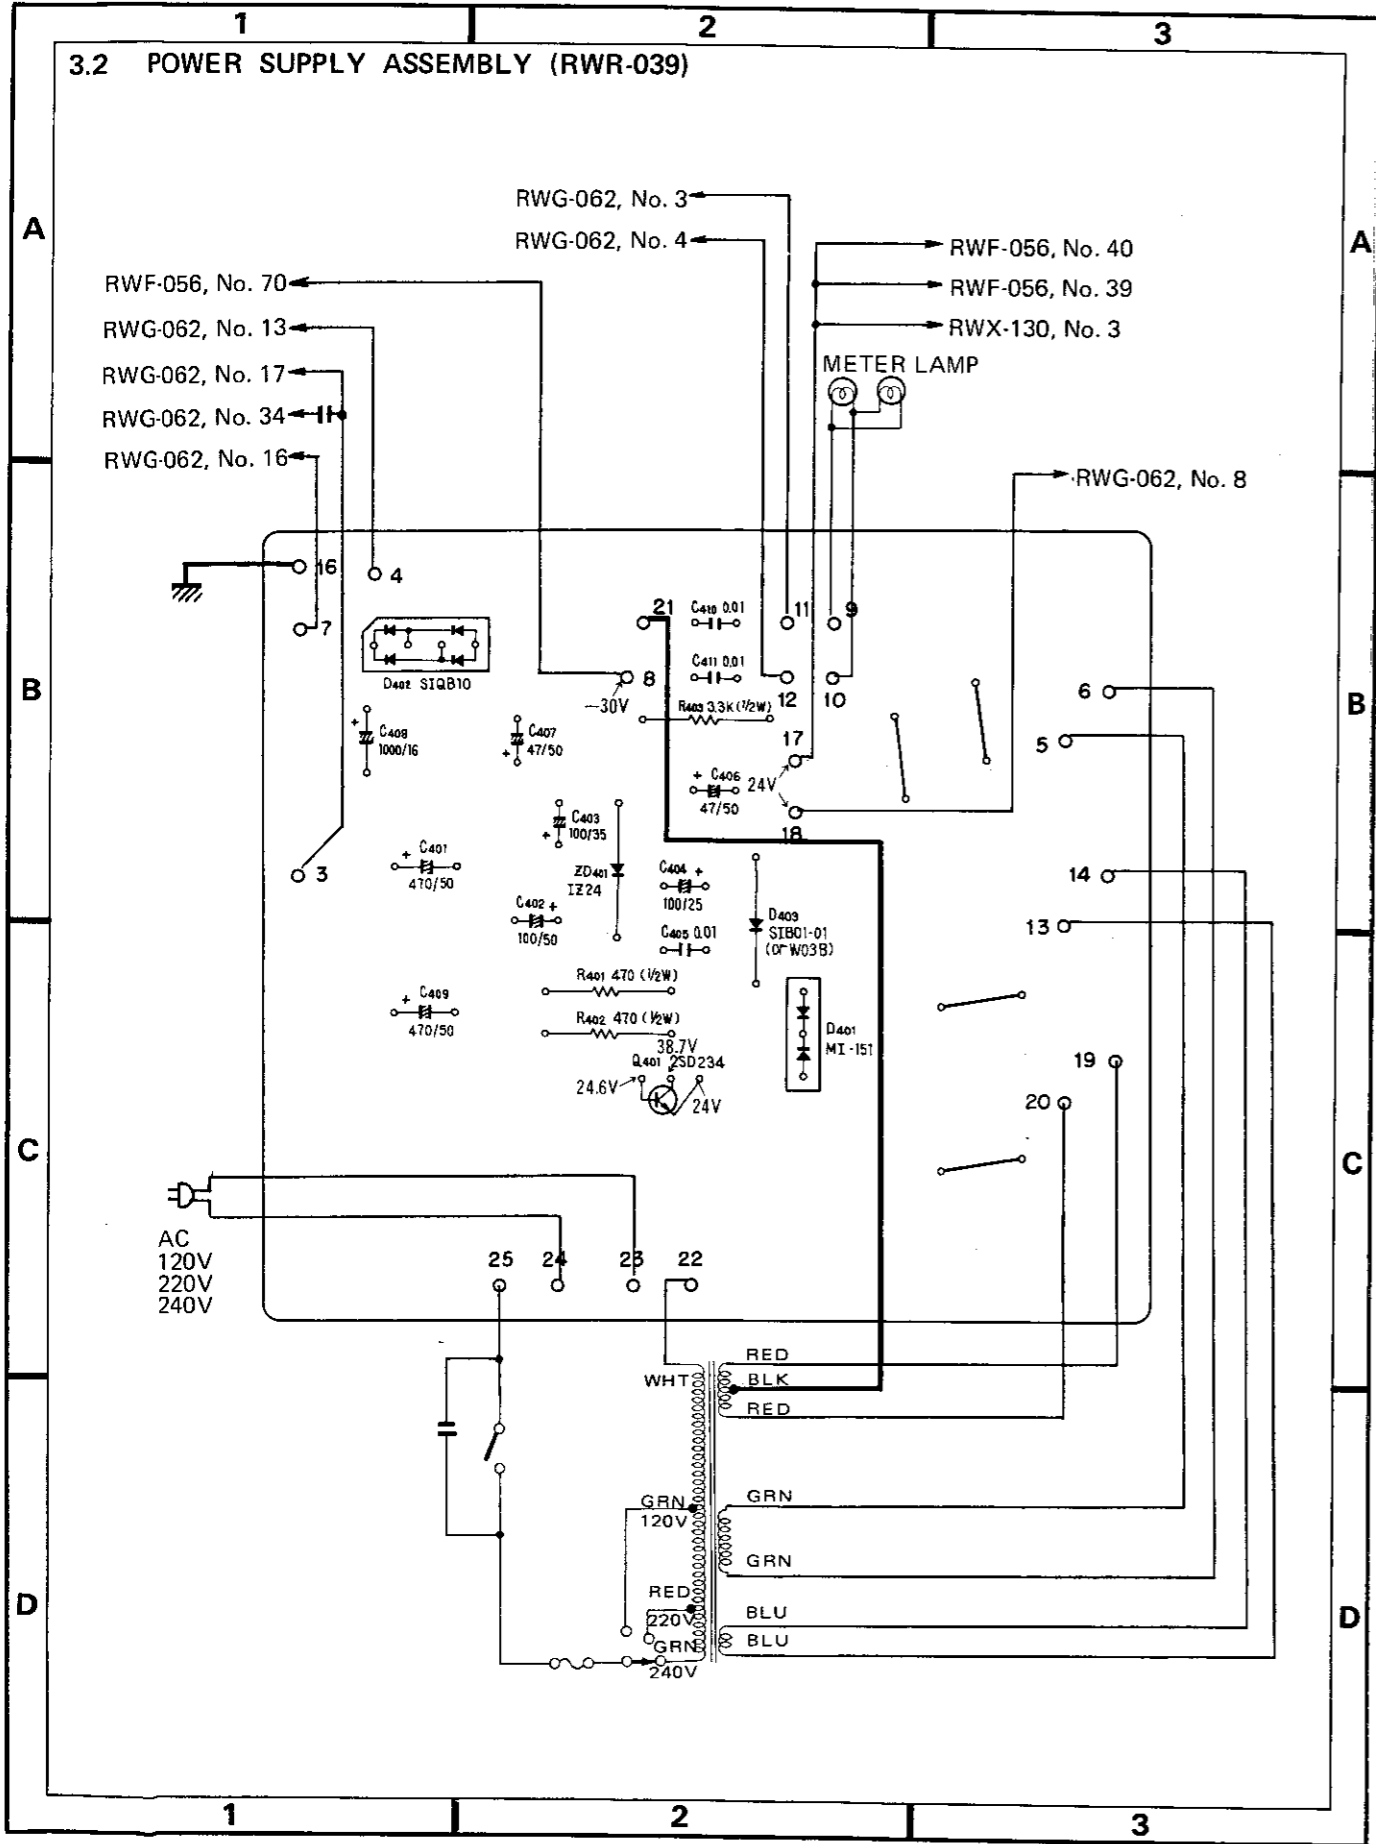 1 2 3
3.2 POWER SUPPLY ASSEMBLY (RWR-039)
RWG-062, No. 3
A A
RWG-062, No. 4
RWF-056, No. 40
RWF-056, No. 70
RWF-056, No. 39
RWG-062, No. 13
RWX-130, No. 3
RWG-062, No. 17
METER LAMP
RWG-062, No. 34
RWG-062, No. 16
RWG-062, No. 8
16
4
7
21
C410 0.01
11
9
C411 0.01
D402 SIQB10
8
12
10
B B
6
-30V
R403 3.3K (1/2W)
C408
1000/16
C407
47/50
17
5
C406
47/50
24V
18
C403
100/35
C401
470/50
ZD401
IZ24
C404
100/25
3
14
C402
100/50
C405 0.01
D403
SIB01-01
(or W03B)
13
R401 470 (1/2W)
C409
470/50
R402 470 (1/2W)
D401
MI-151
38.7V
Q401 2SD234
24.6V
24V
19
20
C C
AC
120V
220V
240V
25 24 23 22
RED
WHT
BLK
RED
GRN
120V
GRN
GRN
D D
RED
220V
BLU
GRN
240V
BLU
1 2 3